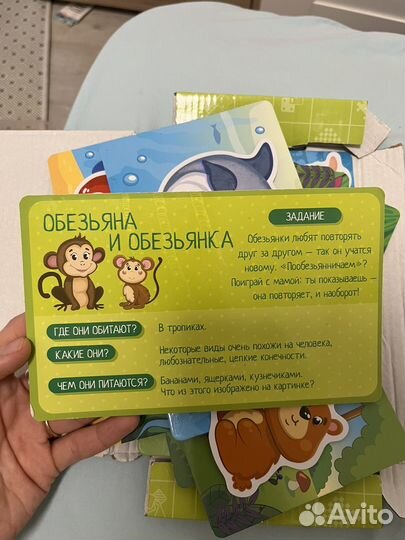 ОБЕЗЬЯНА
И ОБЕЗЬЯНКА
ЗАДАНИЕ
Обезьянки любят повторять
друг за другом — так они учатся
новому. «Пообезьянничаем»?
Поиграй с мамой: ты показываешь —
она повторяет, и наоборот!
ГДЕ ОНИ ОБИТАЮТ?
В тропиках.
КАКИЕ ОНИ?
Некоторые виды очень похожи на человека,
любознательные, цепкие конечности.
ЧЕМ ОНИ ПИТАЮТСЯ?
Бананами, ящерками, кузнечиками.
Что из этого изображено на картинке?
Avito